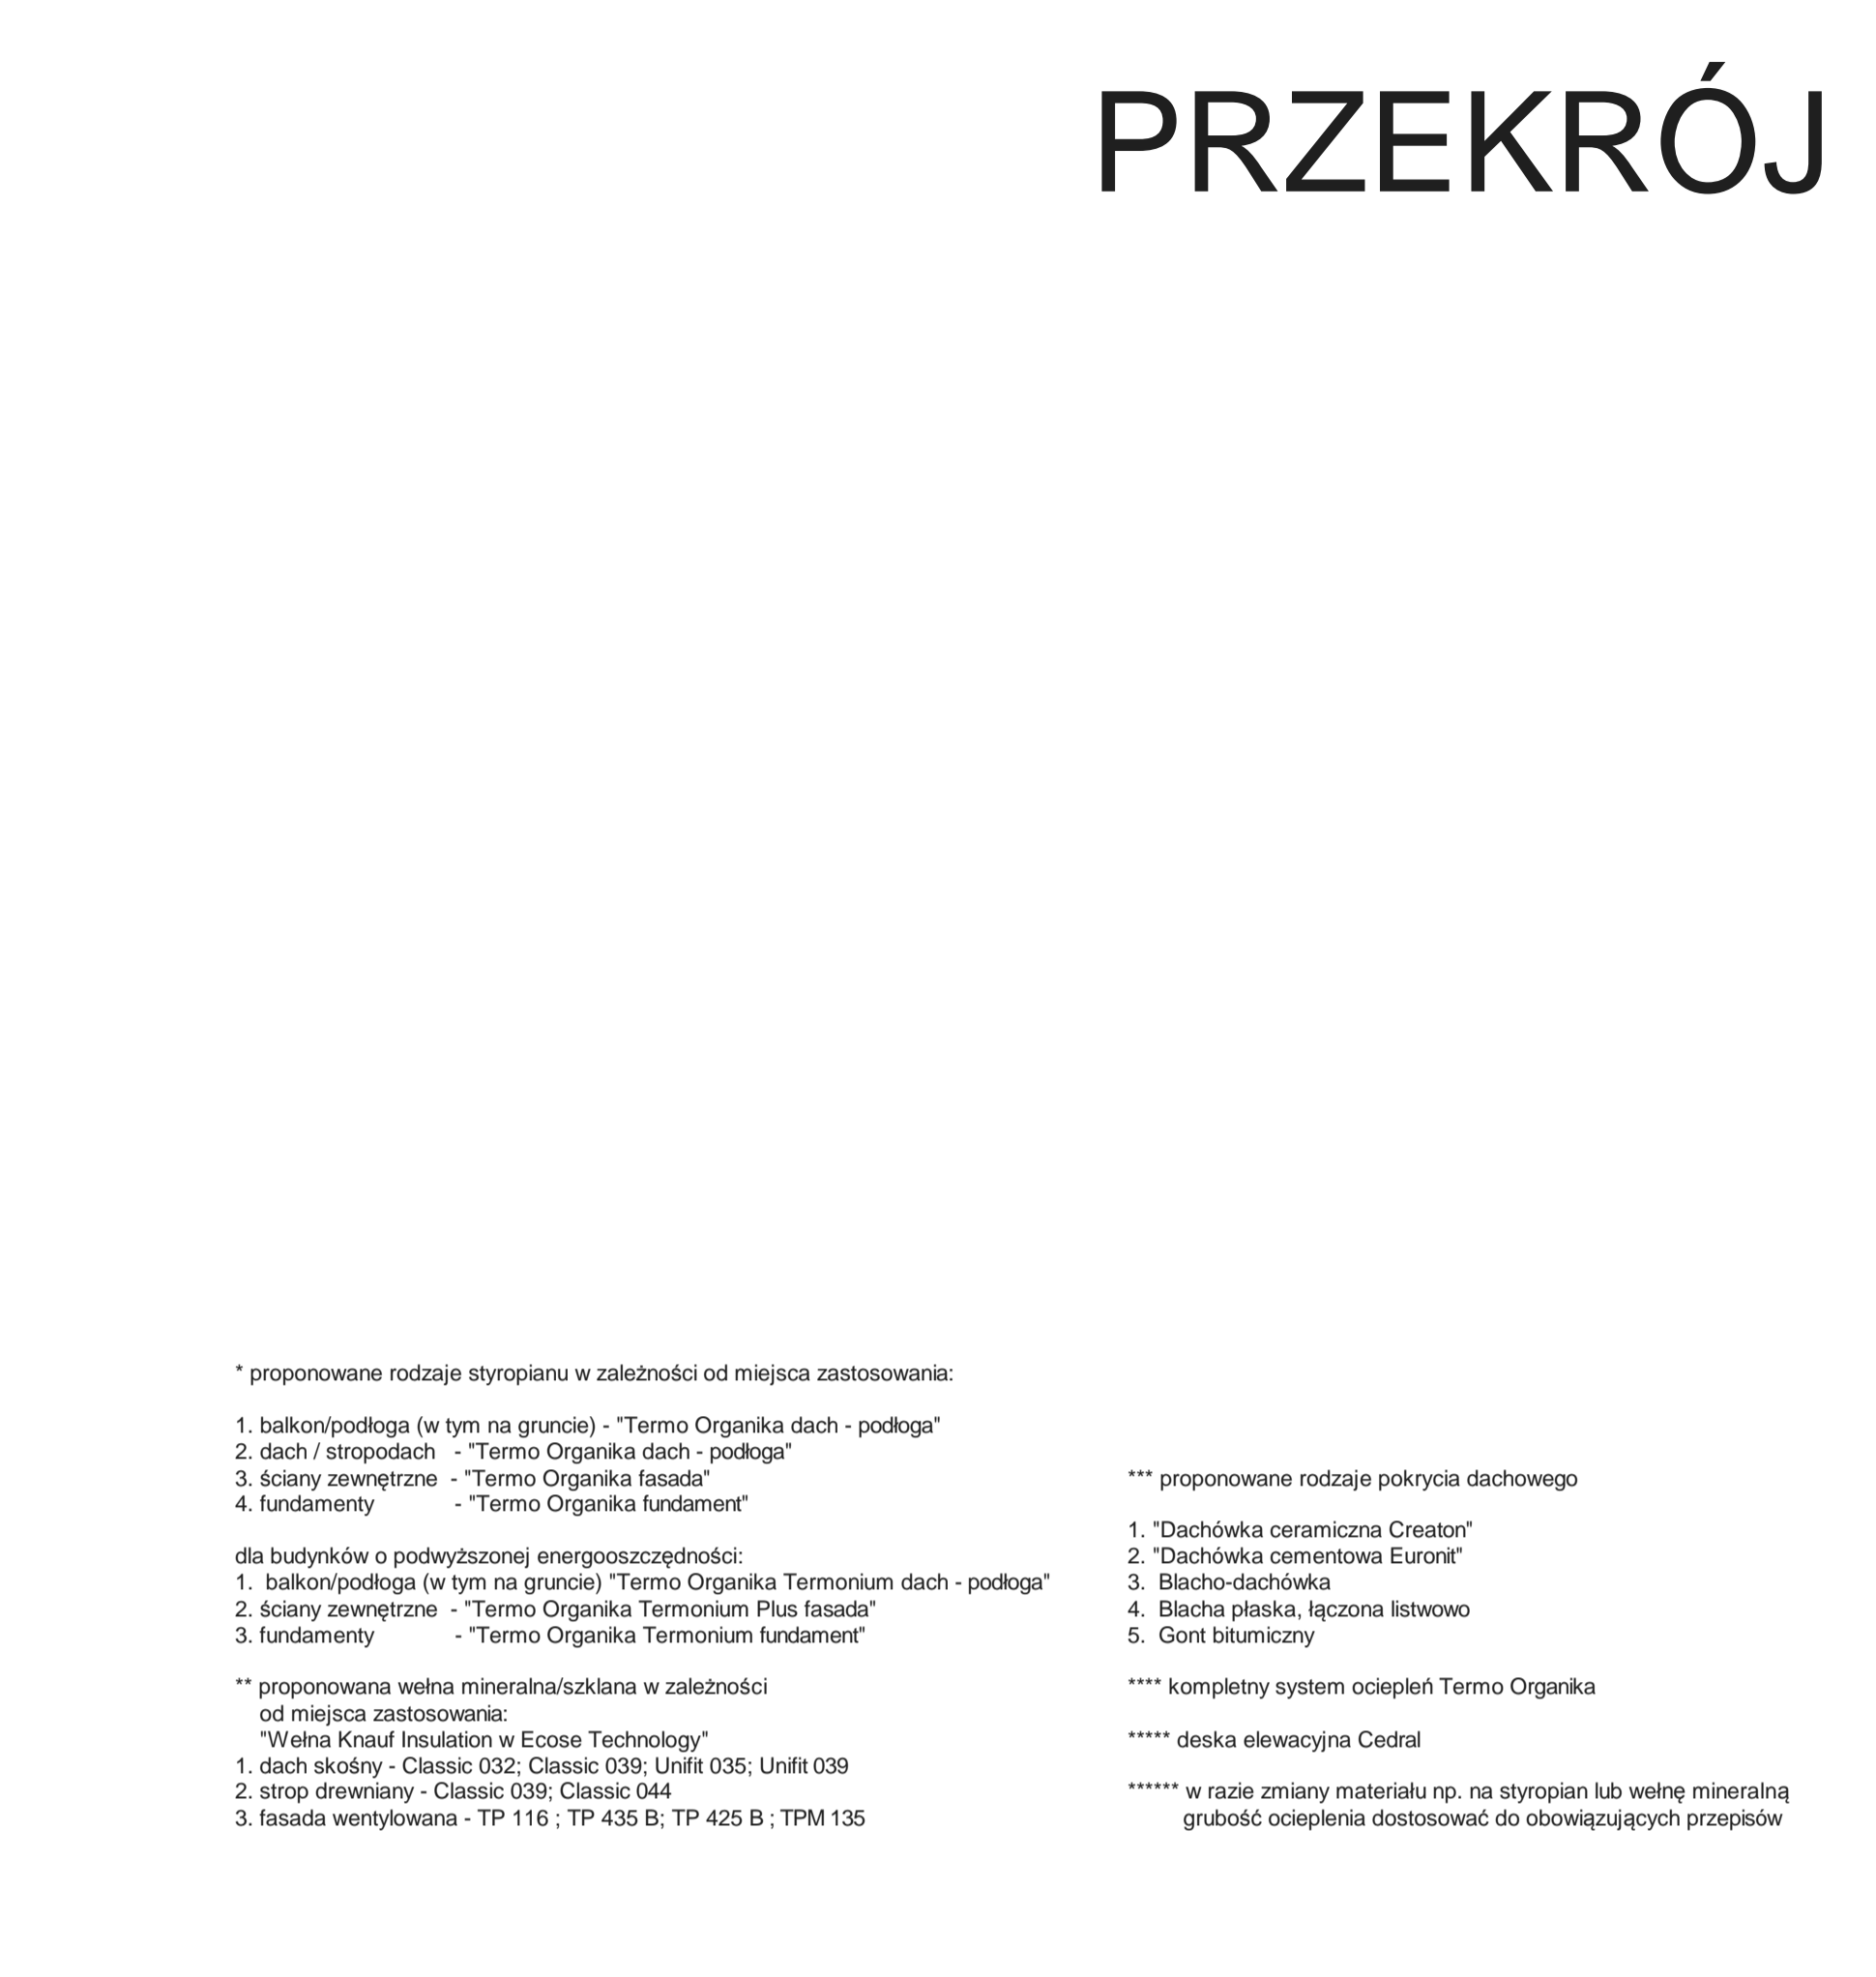 PRZEKRÓJ
* proponowane rodzaje styropianu w zależności od miejsca zastosowania:
1. balkon/podłoga (w tym na gruncie) - "Termo Organika dach - podłoga"
2. dach / stropodach - "Termo Organika dach - podłoga"
3. ściany zewnętrzne - "Termo Organika fasada"
4. fundamenty - "Termo Organika fundament"
dla budynków o podwyższonej energooszczędności:
1. balkon/podłoga (w tym na gruncie) "Termo Organika Termonium dach - podłoga"
2. ściany zewnętrzne - "Termo Organika Termonium Plus fasada"
3. fundamenty - "Termo Organika Termonium fundament"
** proponowana wełna mineralna/szklana w zależności
od miejsca zastosowania:
"Wełna Knauf Insulation w Ecose Technology"
1. dach skośny - Classic 032; Classic 039; Unifit 035; Unifit 039
2. strop drewniany - Classic 039; Classic 044
3. fasada wentylowana - TP 116 ; TP 435 B; TP 425 B ; TPM 135
*** proponowane rodzaje pokrycia dachowego
1. "Dachówka ceramiczna Creaton"
2. "Dachówka cementowa Euronit"
3. Blacho-dachówka
4. Blacha płaska, łączona listwowo
5. Gont bitumiczny
**** kompletny system ociepleń Termo Organika
***** deska elewacyjna Cedral
****** w razie zmiany materiału np. na styropian lub wełnę mineralną
grubość ocieplenia dostosować do obowiązujących przepisów